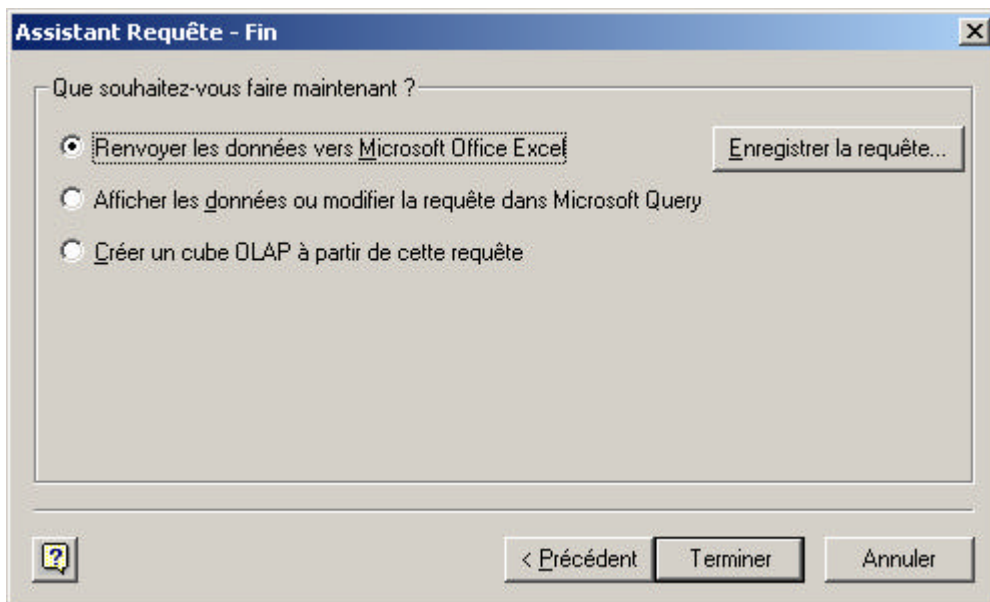 Assistant Requête - Fin
Que souhaitez-vous faire maintenant ?
Renvoyer les données vers Microsoft Office Excel
Enregistrer la requête...
Afficher les données ou modifier la requête dans Microsoft Query
Créer un cube OLAP à partir de cette requête
< Précédent
Terminer
Annuler